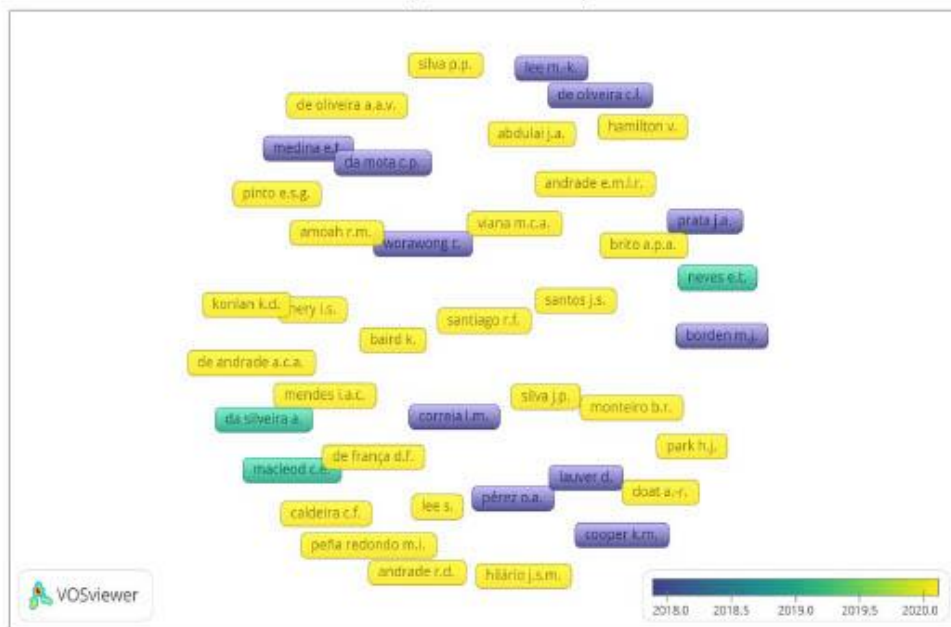 silva p.p.
lee m.-k.
de oliveira c.l.
de oliveira a.a.v.
hamilton v.
abdulai j.a.
medina e.f.
da mota c.p.
andrade e.m.l.r.
pinto e.s.g.
prata j.a.
viana m.c.a.
amoah r.m.
worawong c.
brito a.p.a.
neves e.t.
konlan k.d.
nery i.s.
santos j.s.
santiago r.f.
borden m.j.
baird k.
de andrade a.c.a.
mendes i.a.c.
silva j.p.
monteiro b.r.
da silveira a.
correia l.m.
park h.j.
de frança d.f.
macleod c.e.
lauver d.
doat a.-r.
pérez o.a.
lee s.
caldeira c.f.
cooper k.m.
peña redondo m.i.
andrade r.d.
hilário j.s.m.
VOSviewer
2018.0 2018.5 2019.0 2019.5 2020.0